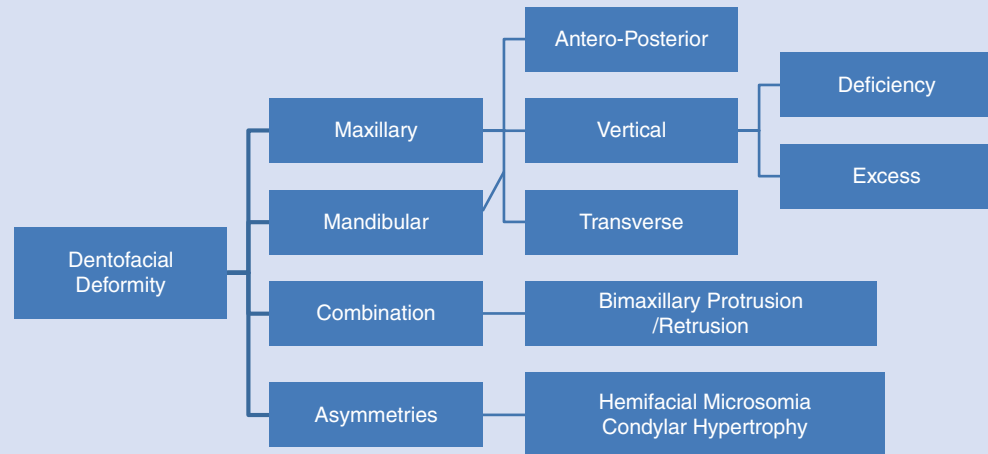 Dentofacial
Deformity
Maxillary
Mandibular
Combination
Asymmetries
Antero-Posterior
Vertical
Transverse
Deficiency
Excess
Bimaxillary Protrusion
/Retrusion
Hemifacial Microsomia
Condylar Hypertrophy